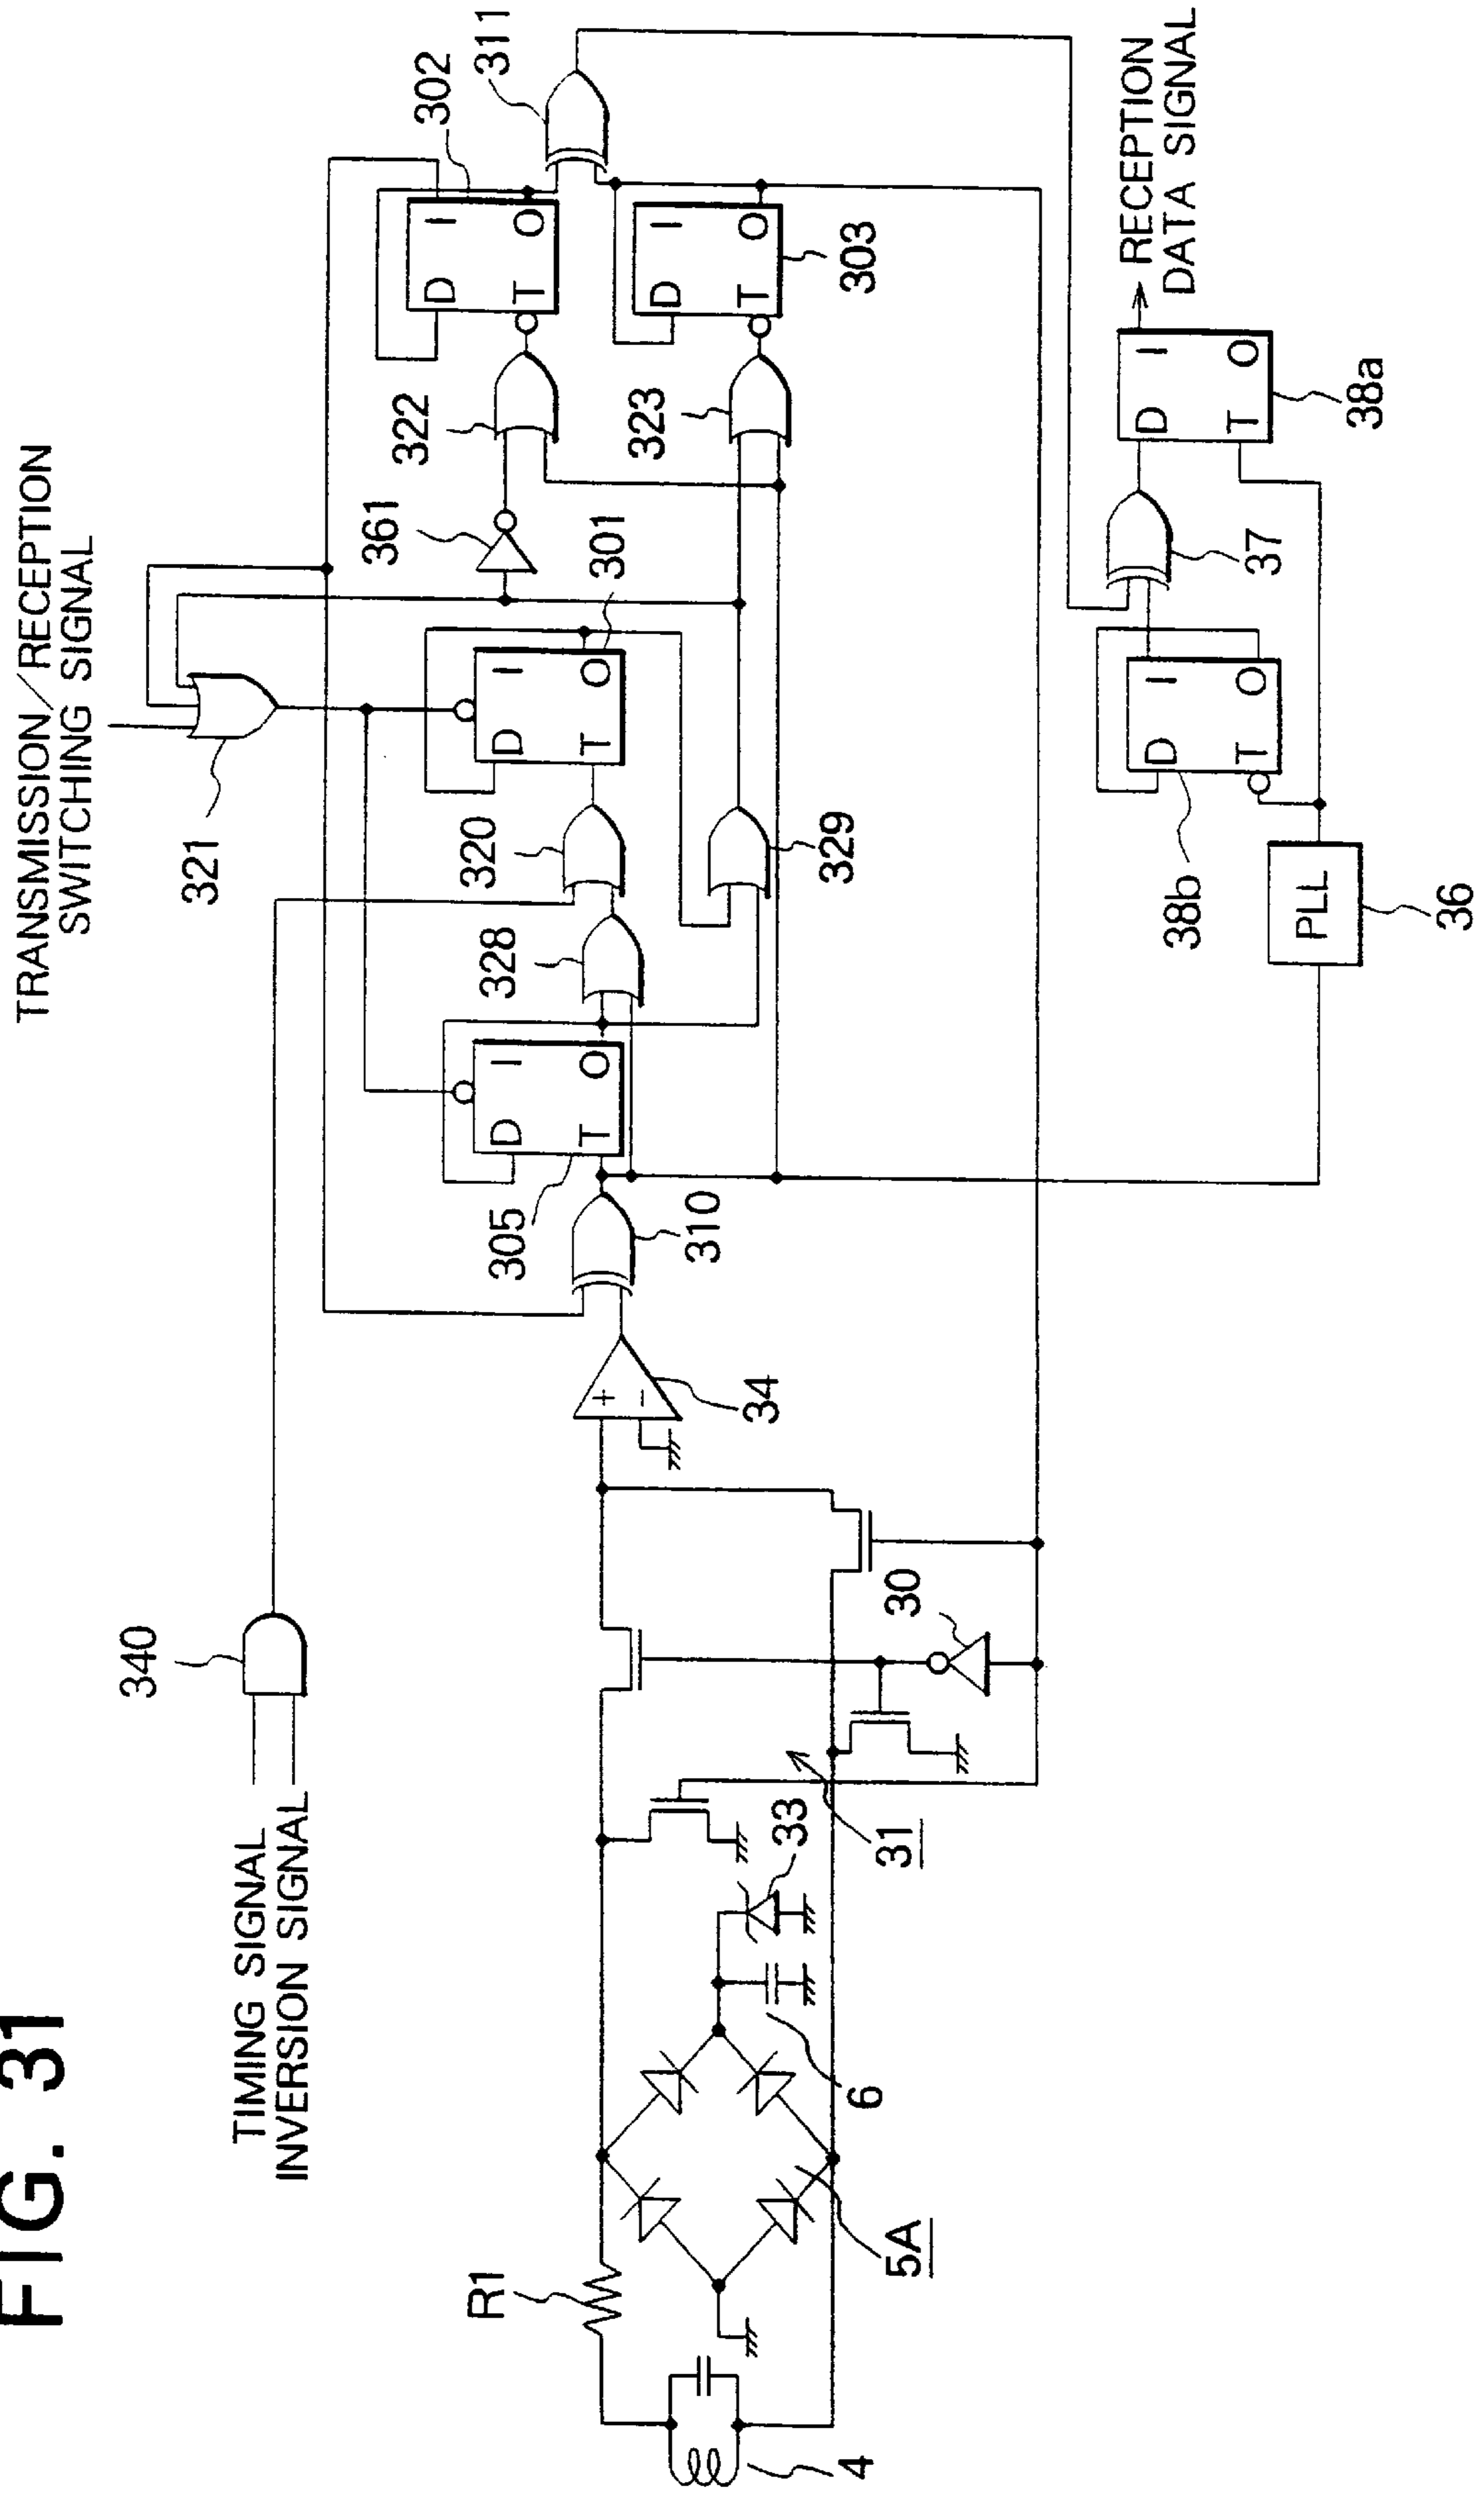 FIG. 31
TRANSMISSION/RECEPTION
SWITCHING SIGNAL
TIMING SIGNAL
INVERSION SIGNAL
340
321
R1
4
5A
6
33
31
30
+
−
34
310
305
D
I
T
O
328
320
329
D
I
T
O
301
361
322
323
D
I
T
O
302
D
I
T
O
303
311
PLL
36
38b
D
I
T
O
37
D
I
T
O
38a
RECEPTION
DATA SIGNAL